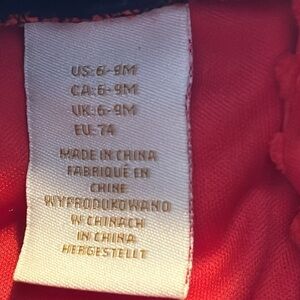 US: 6-9M
CA: 6-9M
UK: 6-9M
EU: 74
MADE IN CHINA
FABRIQUÉ EN
CHINE
WYPRODUKOWANO
W CHINACH
IN CHINA
HERGESTELLT